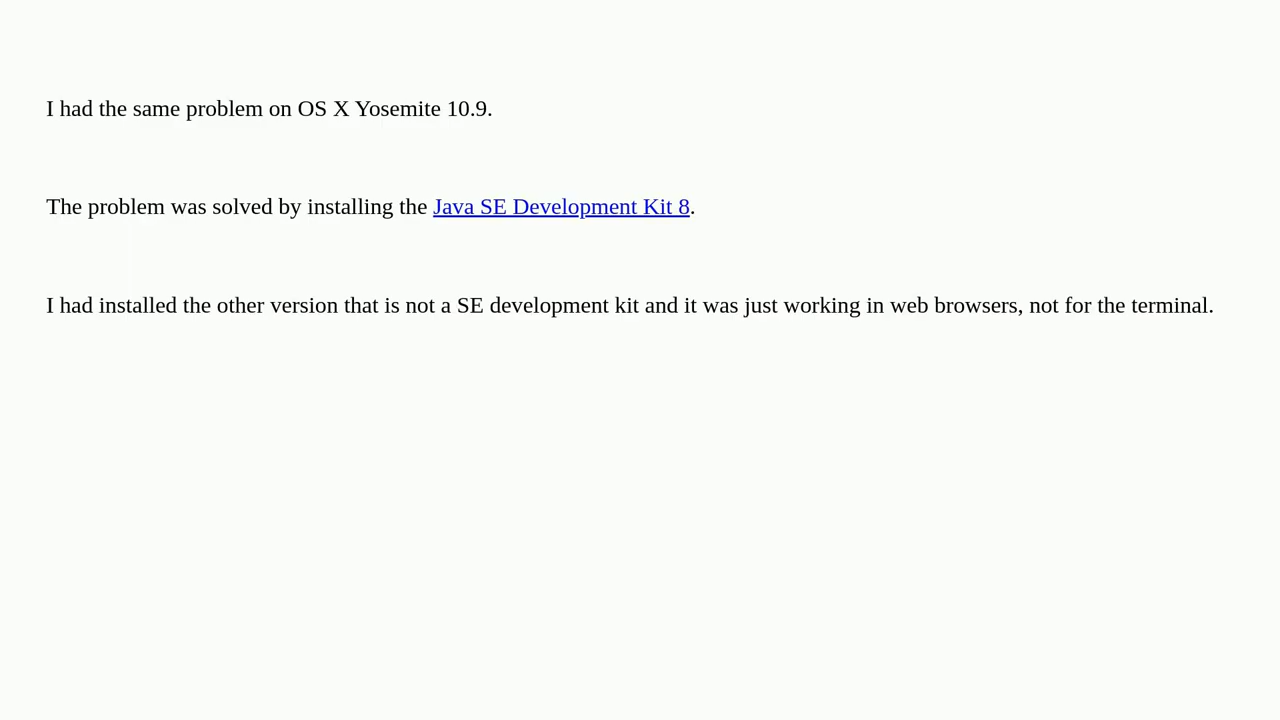 I had the same problem on OS X Yosemite 10.9.
The problem was solved by installing the Java SE Development Kit 8.
I had installed the other version that is not a SE development kit and it was just working in web browsers, not for the terminal.